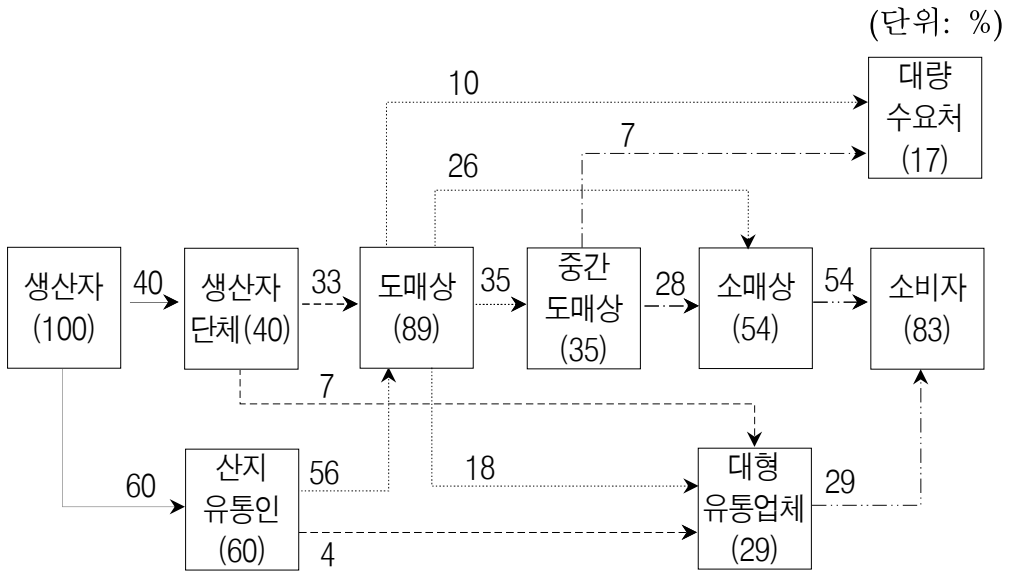 (단위: %)
대량
수요처
(17)
10
7
26
생산자
(100)
40
생산자
단체(40)
33
도매상
(89)
35
중간
도매상
(35)
28
소매상
(54)
54
소비자
(83)
7
60
산지
유통인
(60)
56
4
18
대형
유통업체
(29)
29